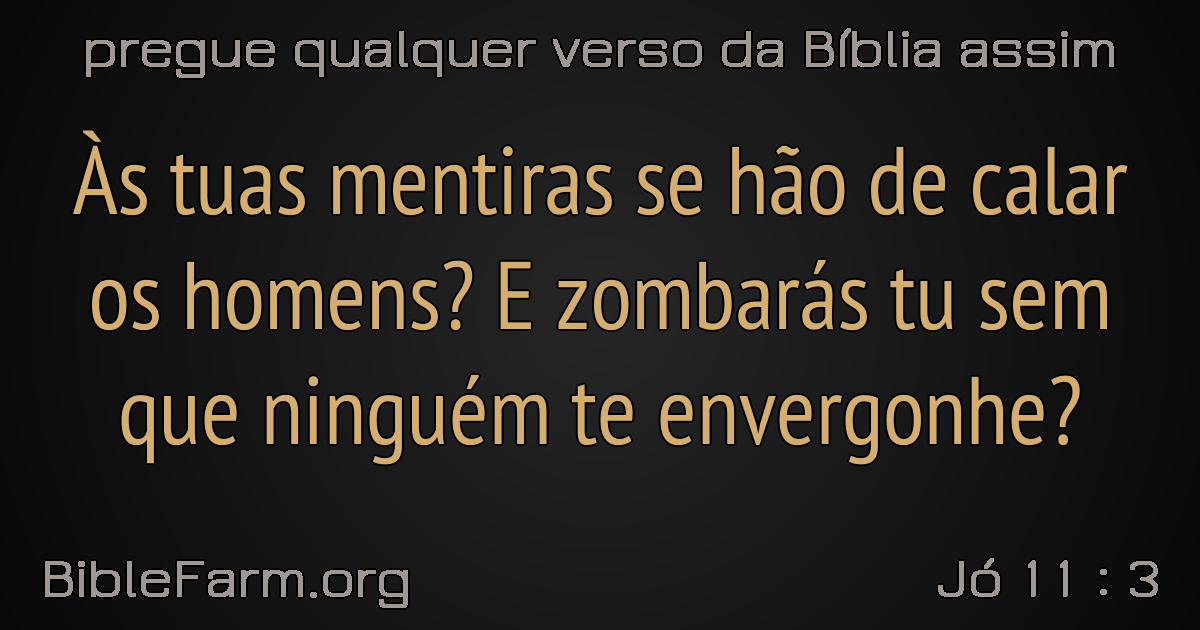 pregue qualquer verso da Bíblia assim
Às tuas mentiras se hão de calar
os homens? E zombarás tu sem
que ninguém te envergonhe?
BibleFarm.org
Jó 11 : 3